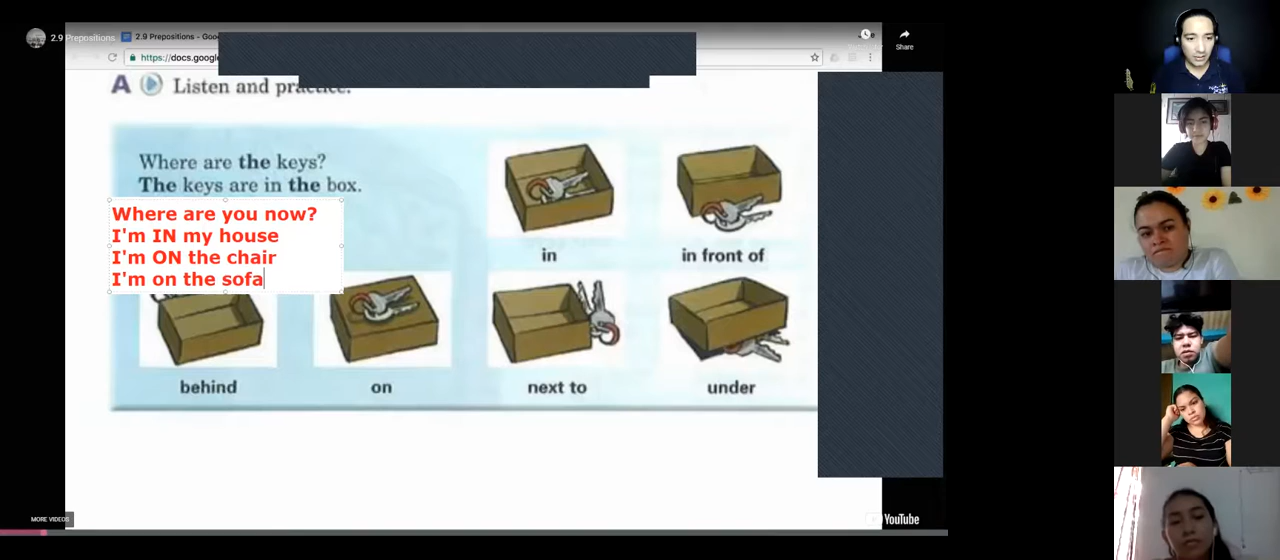 2.9 Prepositions
2.9 Prepositions - Goo
Share
https://docs.googl
A Listen and practice.
Where are the keys?
The keys are in the box.
Where are you now?
I'm IN my house
I'm ON the chair
I'm on the sofa
in
in front of
behind
on
next to
under
MORE VIDEOS
YouTube